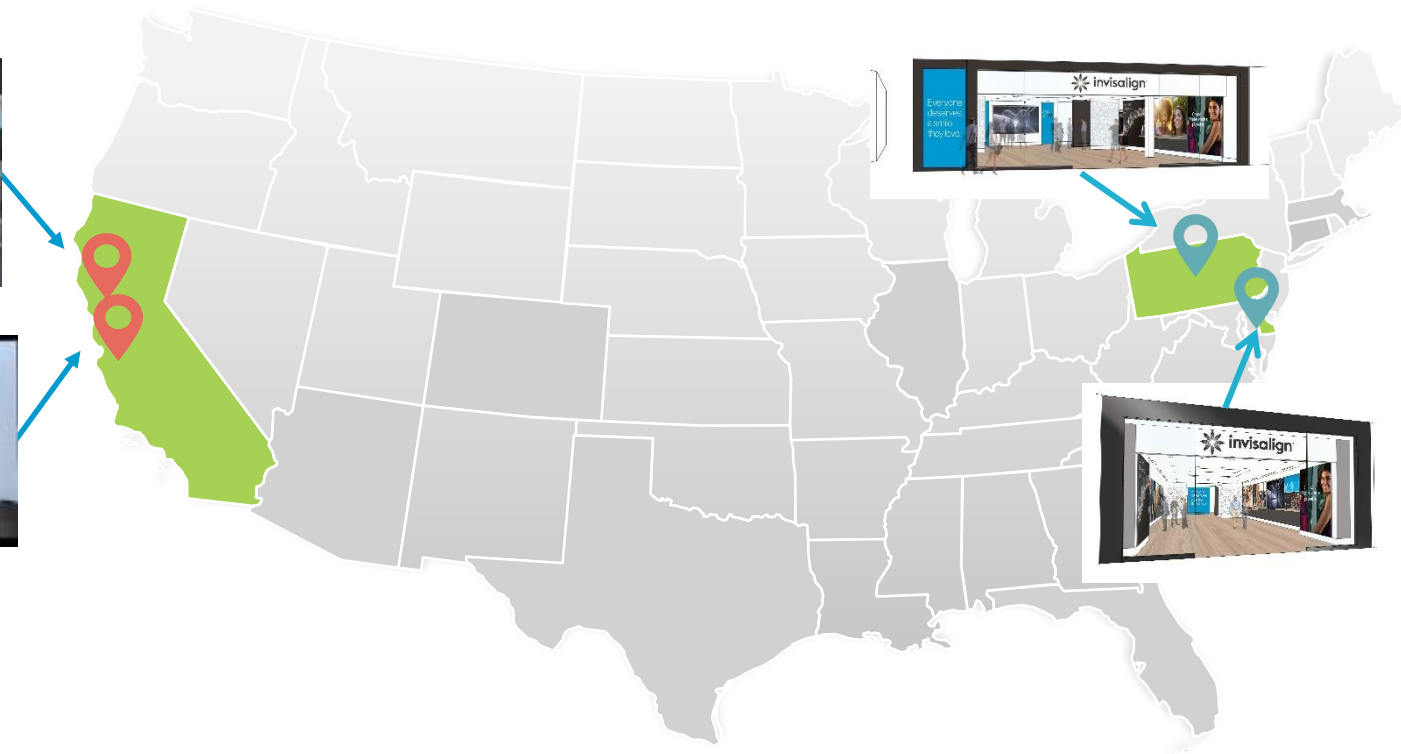 invisalign
Everyone
deserves
a smile
they love.
invisalign